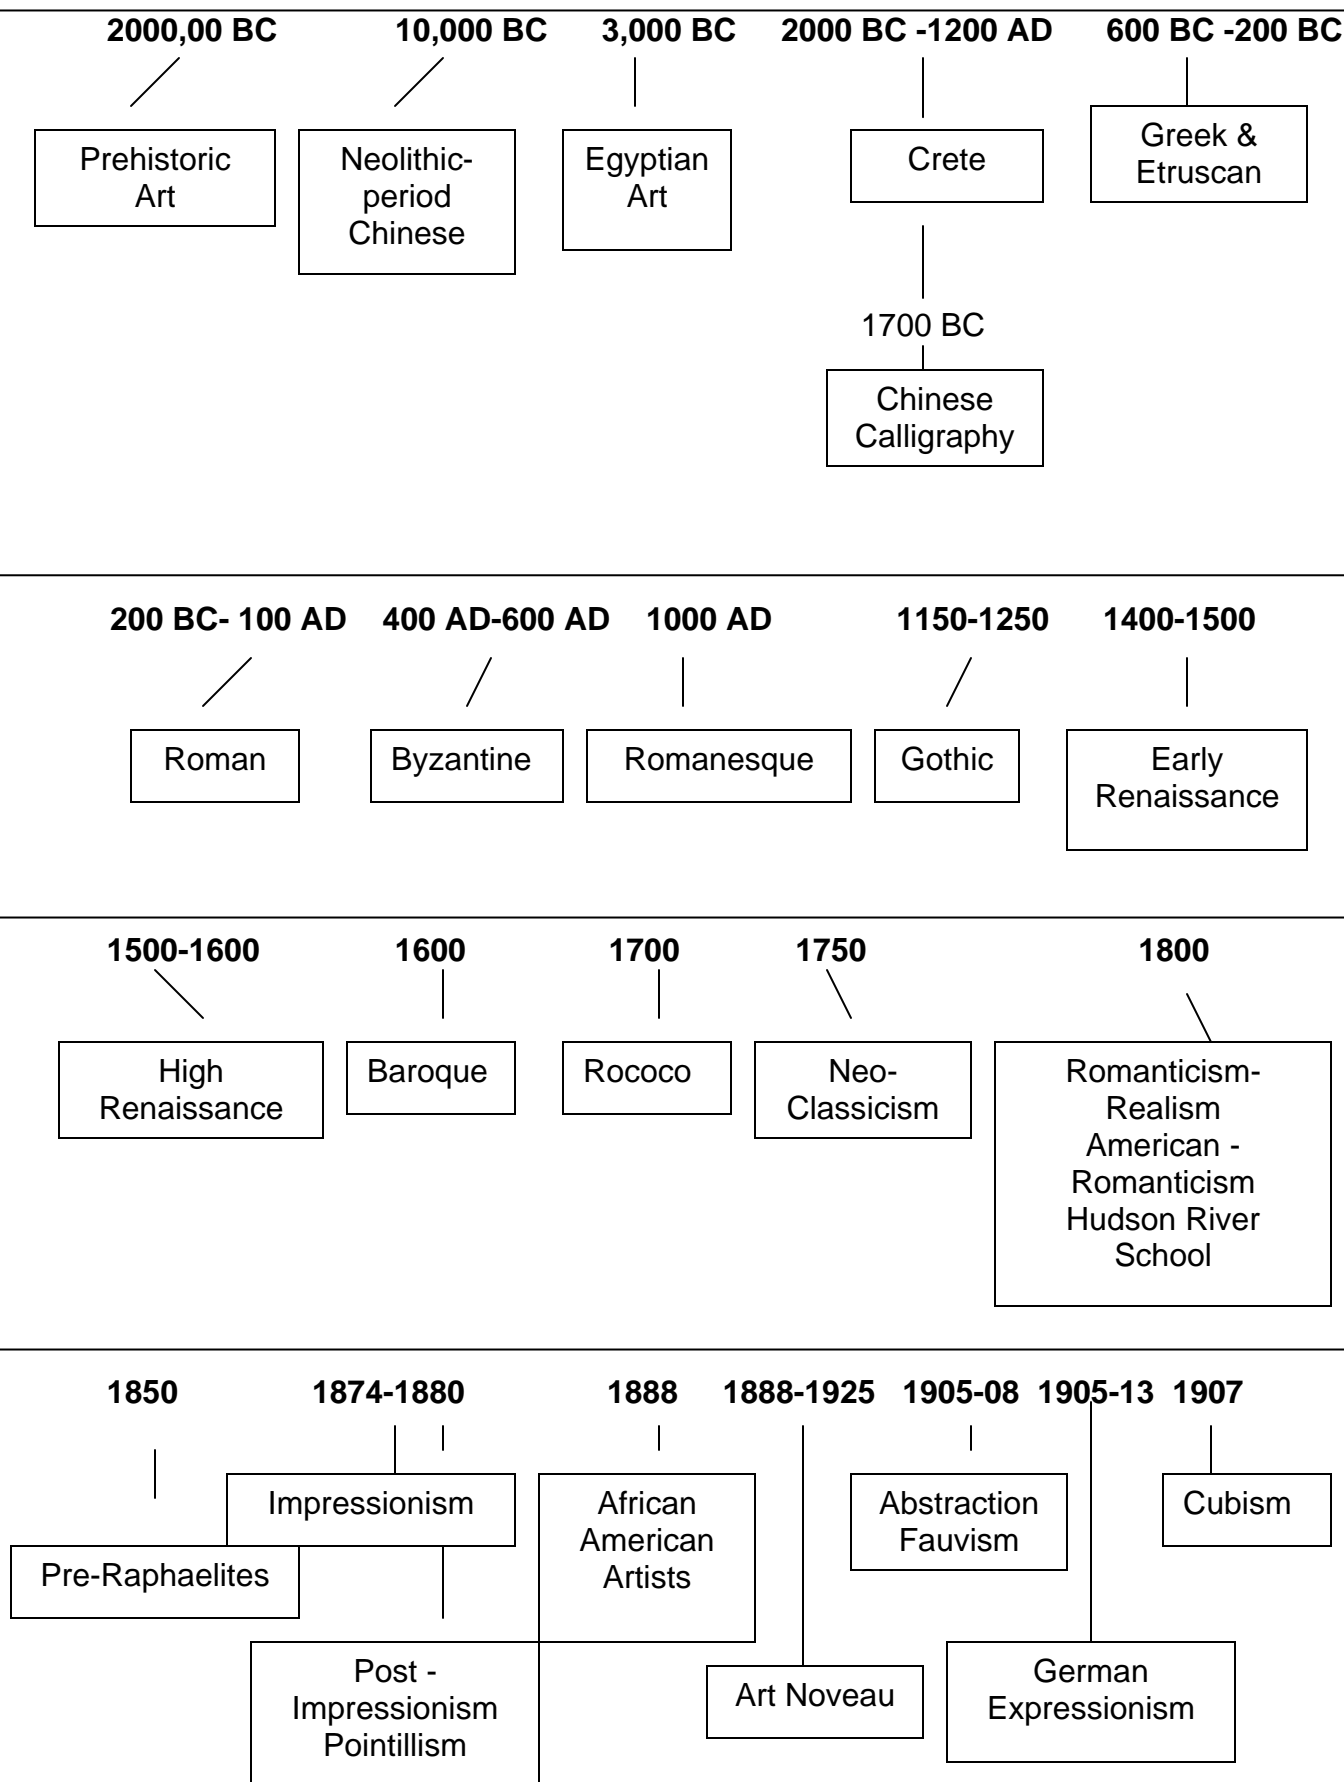 2000,00 BC 10,000 BC 3,000 BC 2000 BC -1200 AD 600 BC -200 BC
Prehistoric
Art
Neolithic-
period
Chinese
Egyptian
Art
Crete
Greek &
Etruscan
1700 BC
Chinese
Calligraphy
200 BC- 100 AD 400 AD-600 AD 1000 AD 1150-1250 1400-1500
Roman
Byzantine
Romanesque
Gothic
Early
Renaissance
1500-1600 1600 1700 1750 1800
High
Renaissance
Baroque
Rococo
Neo-
Classicism
Romanticism-
Realism
American -
Romanticism
Hudson River
School
1850 1874-1880 1888 1888-1925 1905-08 1905-13 1907
Pre-Raphaelites
Impressionism
Post -
Impressionism
Pointillism
African
American
Artists
Art Noveau
Abstraction
Fauvism
German
Expressionism
Cubism